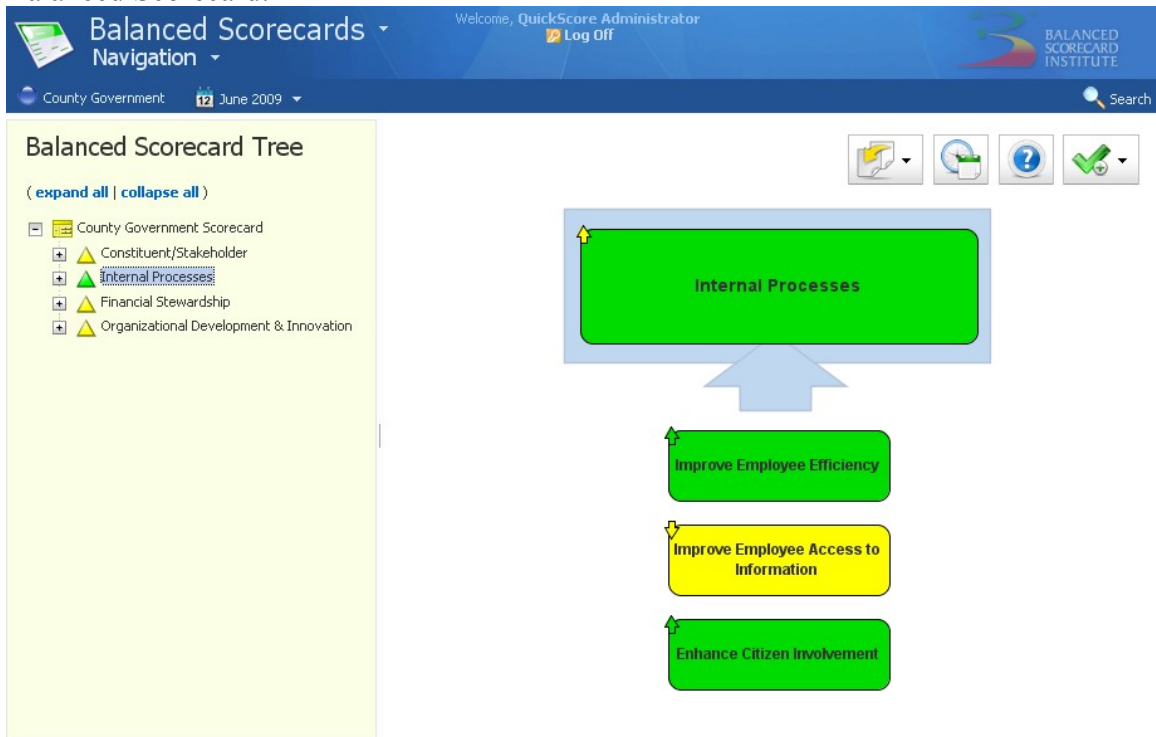 Balanced Scorecards
Navigation
Welcome, QuickScore Administrator
Log Off
BALANCED
SCORECARD
INSTITUTE
County Government
12 June 2009
Search
Balanced Scorecard Tree
( expand all | collapse all )
County Government Scorecard
Constituent/Stakeholder
Internal Processes
Financial Stewardship
Organizational Development & Innovation
Internal Processes
Improve Employee Efficiency
Improve Employee Access to
Information
Enhance Citizen Involvement